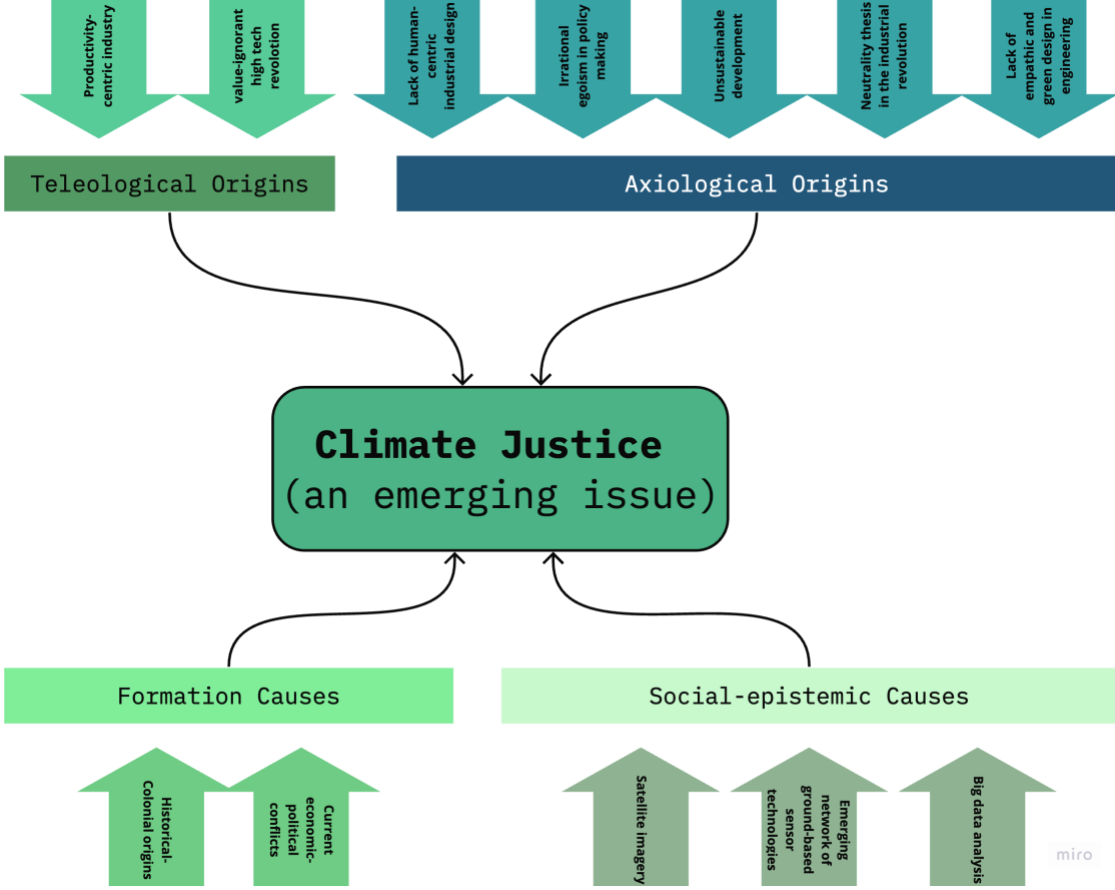 Productivity-
centric industry
value-ignorant
high tech
revolotion
Lack of human-
centric
industrial design
Irrational
egoism in policy
making
Unsustainable
development
Neutrality thesis
in the industrial
revolution
Lack of
empathic and
green design in
engineering
Teleological Origins
Axiological Origins
Climate Justice
(an emerging issue)
Formation Causes
Social-epistemic Causes
Historical-
Colonial origins
Current
economic-
political
conflicts
Satellite imagery
Emerging
network of
ground-based
sensor
technologies
Big data analysis
miro